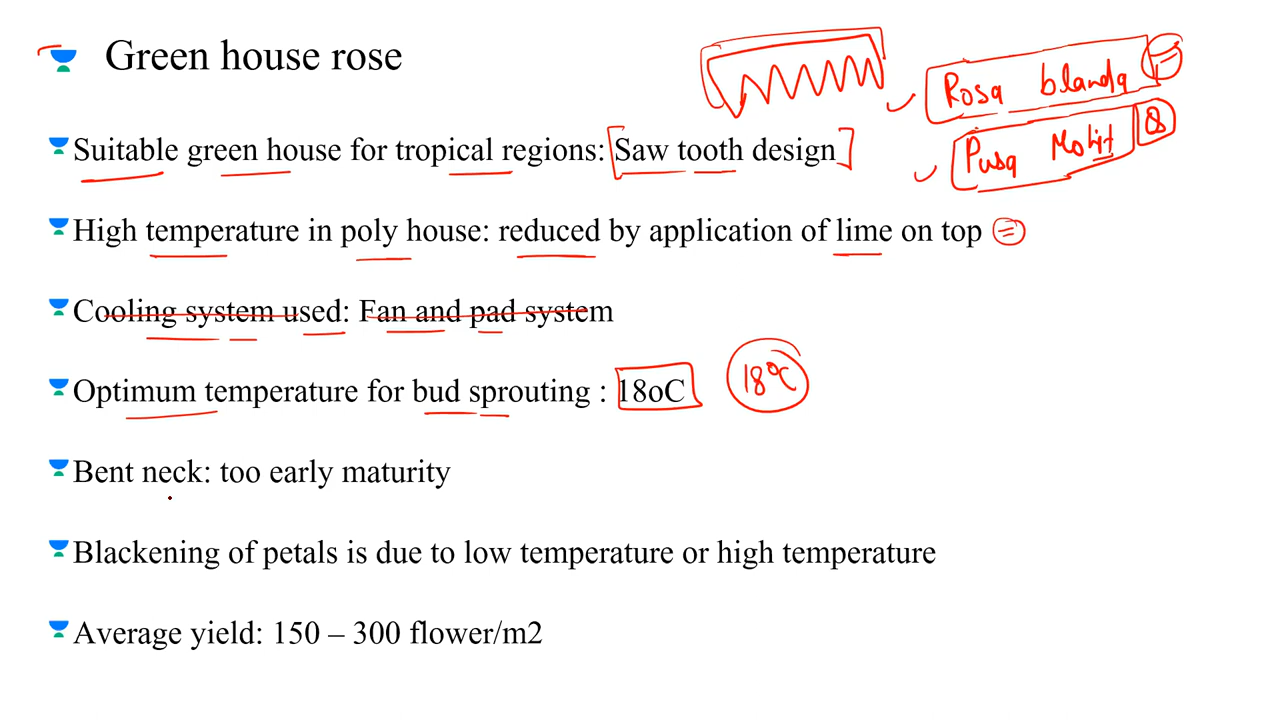 Green house rose
Rosa blanda
Pusa Mohit
Suitable green house for tropical regions: Saw tooth design
High temperature in poly house: reduced by application of lime on top
Cooling system used: Fan and pad system
Optimum temperature for bud sprouting : 18oC
18°C
Bent neck: too early maturity
Blackening of petals is due to low temperature or high temperature
Average yield: 150 – 300 flower/m2